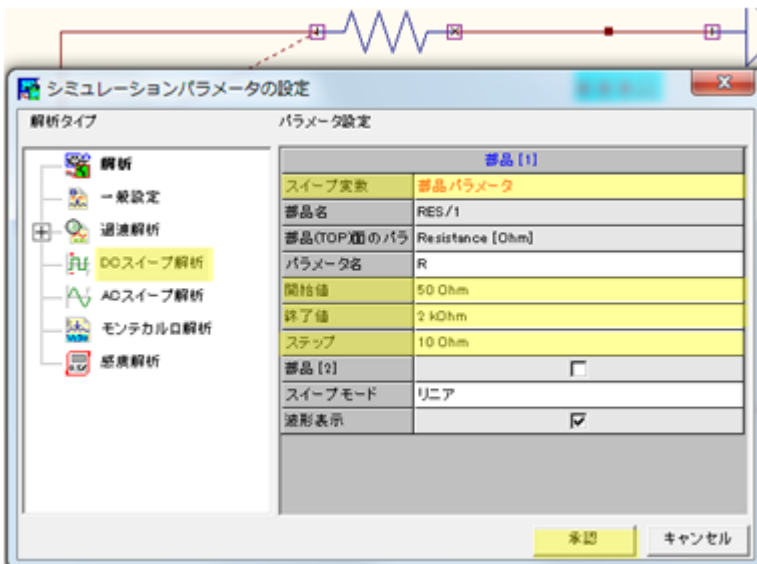 シミュレーションパラメータの設定
解析タイプ
パラメータ設定
解析
一般設定
過渡解析
DCスイープ解析
ACスイープ解析
モンテカルロ解析
感度解析
部品 [1]
スイープ変数 部品パラメータ
部品名 RES/1
部品(TOP)面のパラ Resistance [Ohm]
パラメータ名 R
開始値 50 Ohm
終了値 2 kOhm
ステップ 10 Ohm
部品 [2]
スイープモード リニア
波形表示
承認 キャンセル